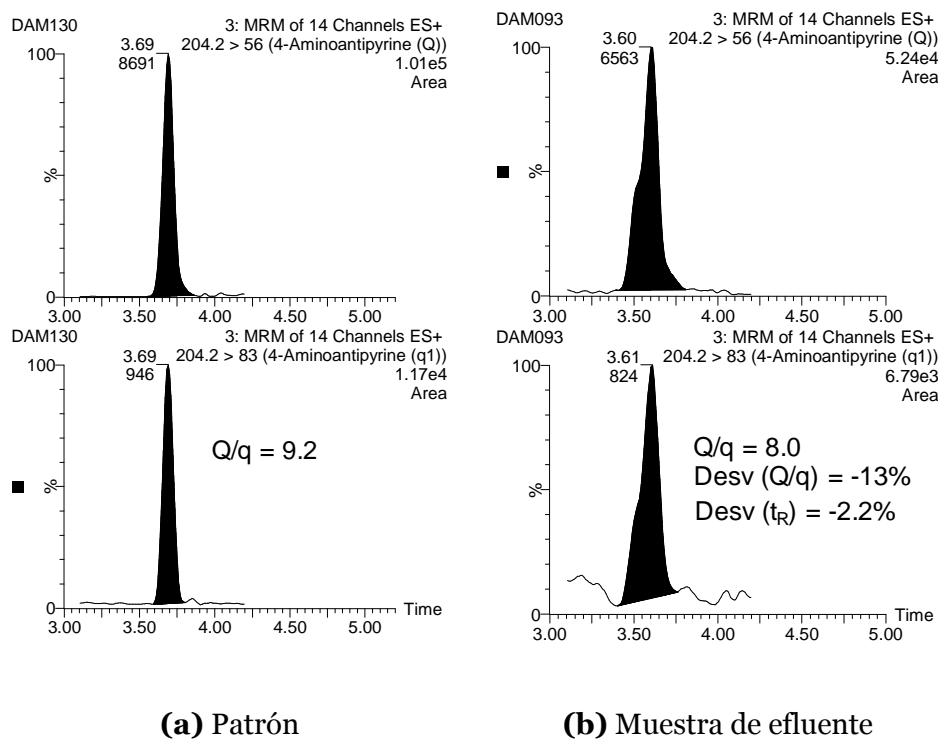 DAM130
3: MRM of 14 Channels ES+
3.69
204.2 > 56 (4-Aminoantipyrine (Q))
8691
1.01e5
Area
100
%
0
3.00 3.50 4.00 4.50 5.00
DAM130
3: MRM of 14 Channels ES+
3.69
204.2 > 83 (4-Aminoantipyrine (q1))
946
1.17e4
Area
100
Q/q = 9.2
%
0
Time
3.00 3.50 4.00 4.50 5.00
(a) Patrón
DAM093
3: MRM of 14 Channels ES+
3.60
204.2 > 56 (4-Aminoantipyrine (Q))
6563
5.24e4
Area
100
%
0
3.00 3.50 4.00 4.50 5.00
DAM093
3: MRM of 14 Channels ES+
3.61
204.2 > 83 (4-Aminoantipyrine (q1))
824
6.79e3
Area
100
Q/q = 8.0
Desv (Q/q) = -13%
Desv (tR) = -2.2%
%
0
Time
3.00 3.50 4.00 4.50 5.00
(b) Muestra de efluente